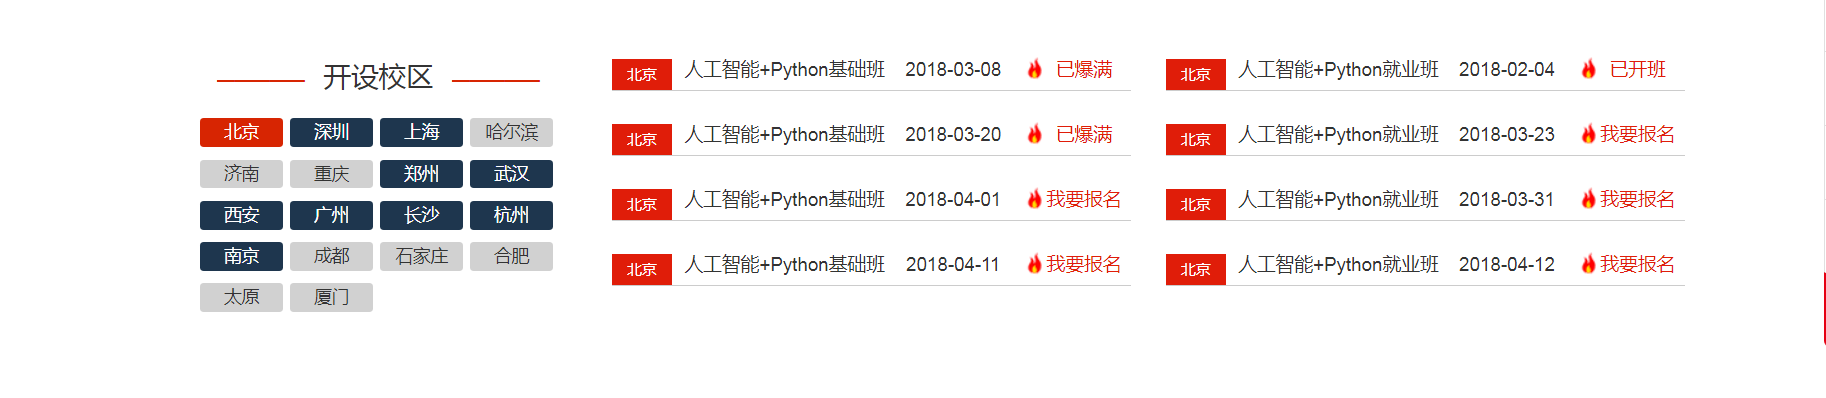 开设校区
北京 深圳 上海 哈尔滨
济南 重庆 郑州 武汉
西安 广州 长沙 杭州
南京 成都 石家庄 合肥
太原 厦门
北京 人工智能+Python基础班 2018-03-08 已爆满
北京 人工智能+Python基础班 2018-03-20 已爆满
北京 人工智能+Python基础班 2018-04-01 我要报名
北京 人工智能+Python基础班 2018-04-11 我要报名
北京 人工智能+Python就业班 2018-02-04 已开班
北京 人工智能+Python就业班 2018-03-23 我要报名
北京 人工智能+Python就业班 2018-03-31 我要报名
北京 人工智能+Python就业班 2018-04-12 我要报名